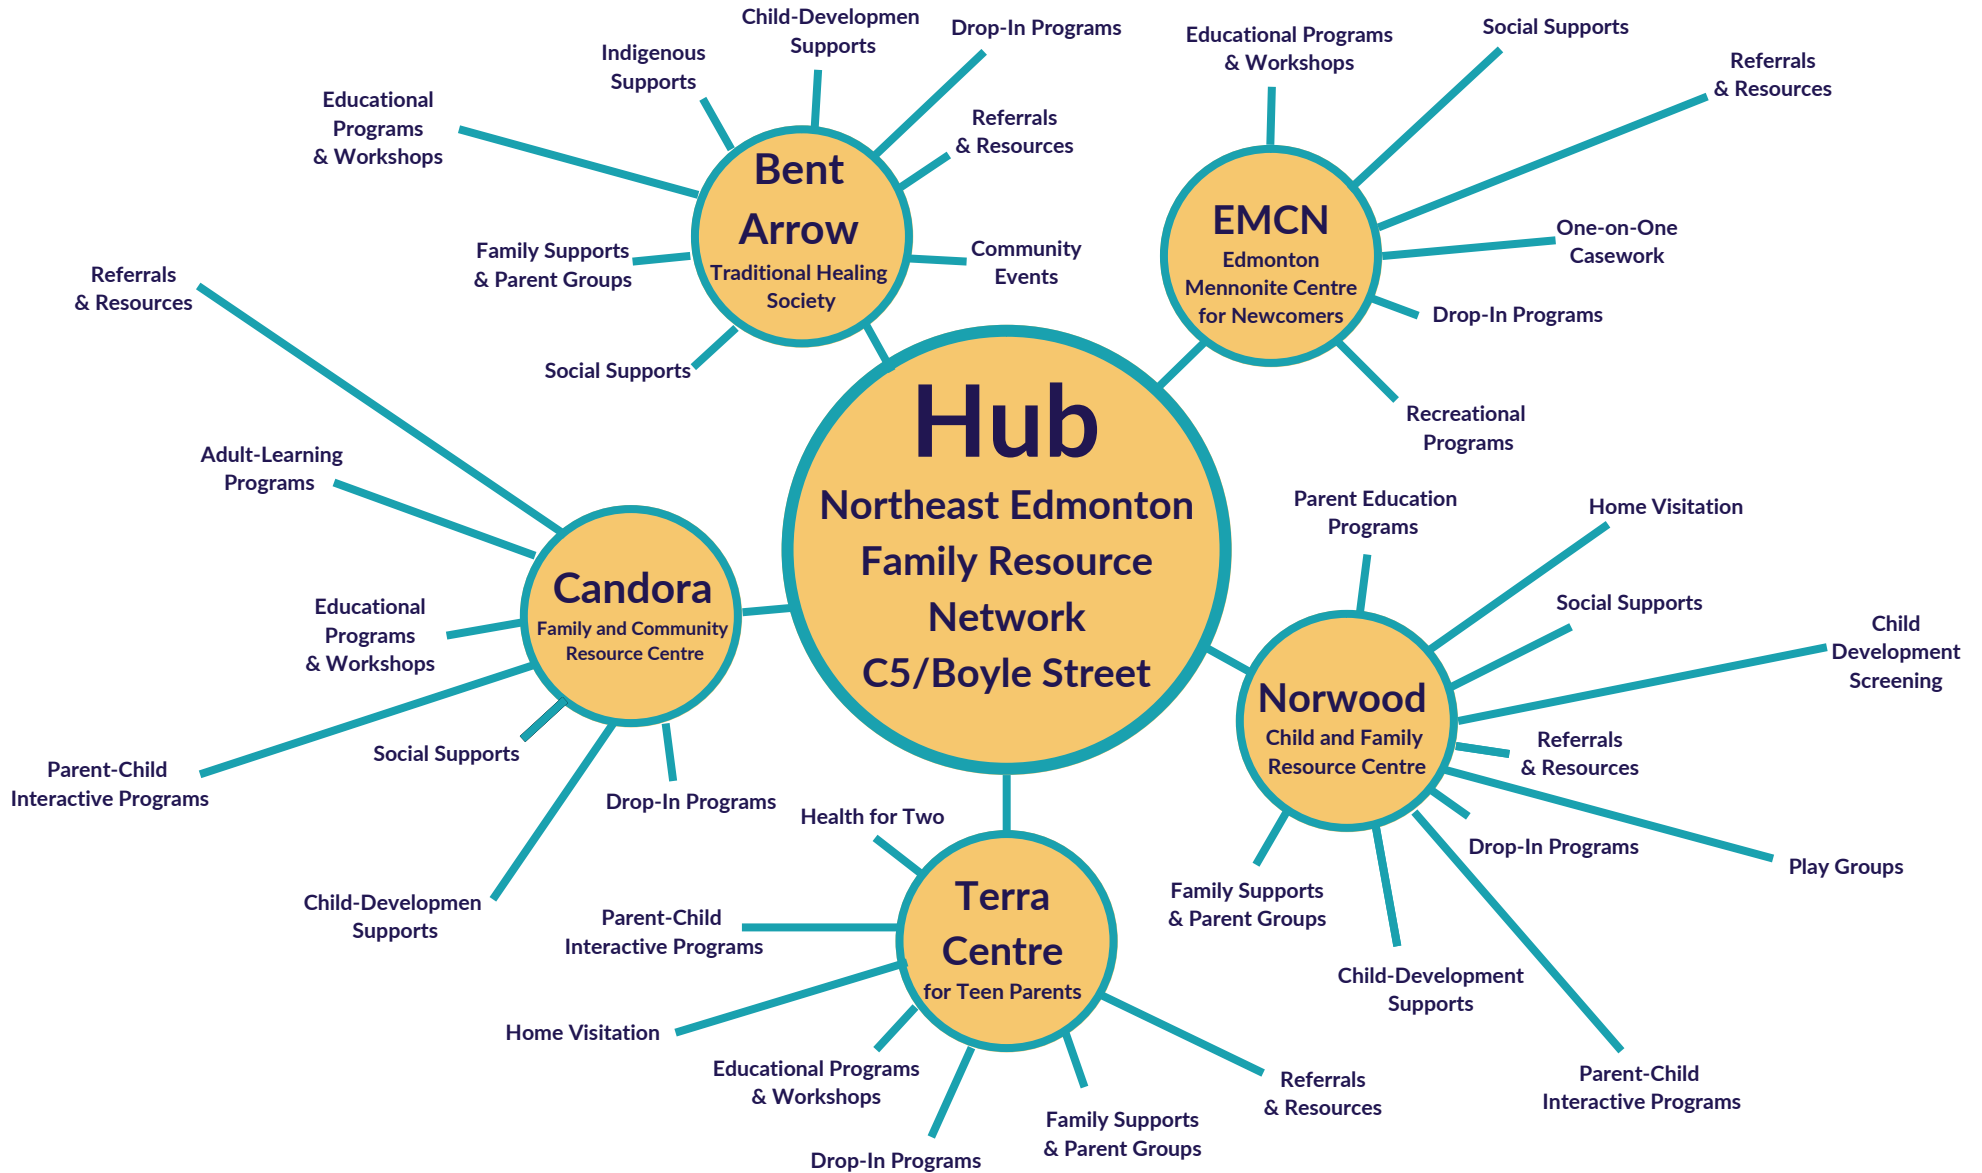 Child-Developmen
Supports
Drop-In Programs
Indigenous
Supports
Educational
Programs
& Workshops
Referrals
& Resources
Bent
Arrow
Traditional Healing
Society
Family Supports
& Parent Groups
Community
Events
Social Supports
Educational Programs
& Workshops
Social Supports
Referrals
& Resources
EMCN
Edmonton
Mennonite Centre
for Newcomers
One-on-One
Casework
Drop-In Programs
Recreational
Programs
Hub
Northeast Edmonton
Family Resource
Network
C5/Boyle Street
Referrals
& Resources
Adult-Learning
Programs
Candora
Family and Community
Resource Centre
Educational
Programs
& Workshops
Parent-Child
Interactive Programs
Social Supports
Drop-In Programs
Child-Developmen
Supports
Parent Education
Programs
Home Visitation
Social Supports
Child
Development
Screening
Norwood
Child and Family
Resource Centre
Referrals
& Resources
Drop-In Programs
Play Groups
Family Supports
& Parent Groups
Child-Development
Supports
Parent-Child
Interactive Programs
Health for Two
Terra
Centre
for Teen Parents
Parent-Child
Interactive Programs
Home Visitation
Educational Programs
& Workshops
Drop-In Programs
Family Supports
& Parent Groups
Referrals
& Resources